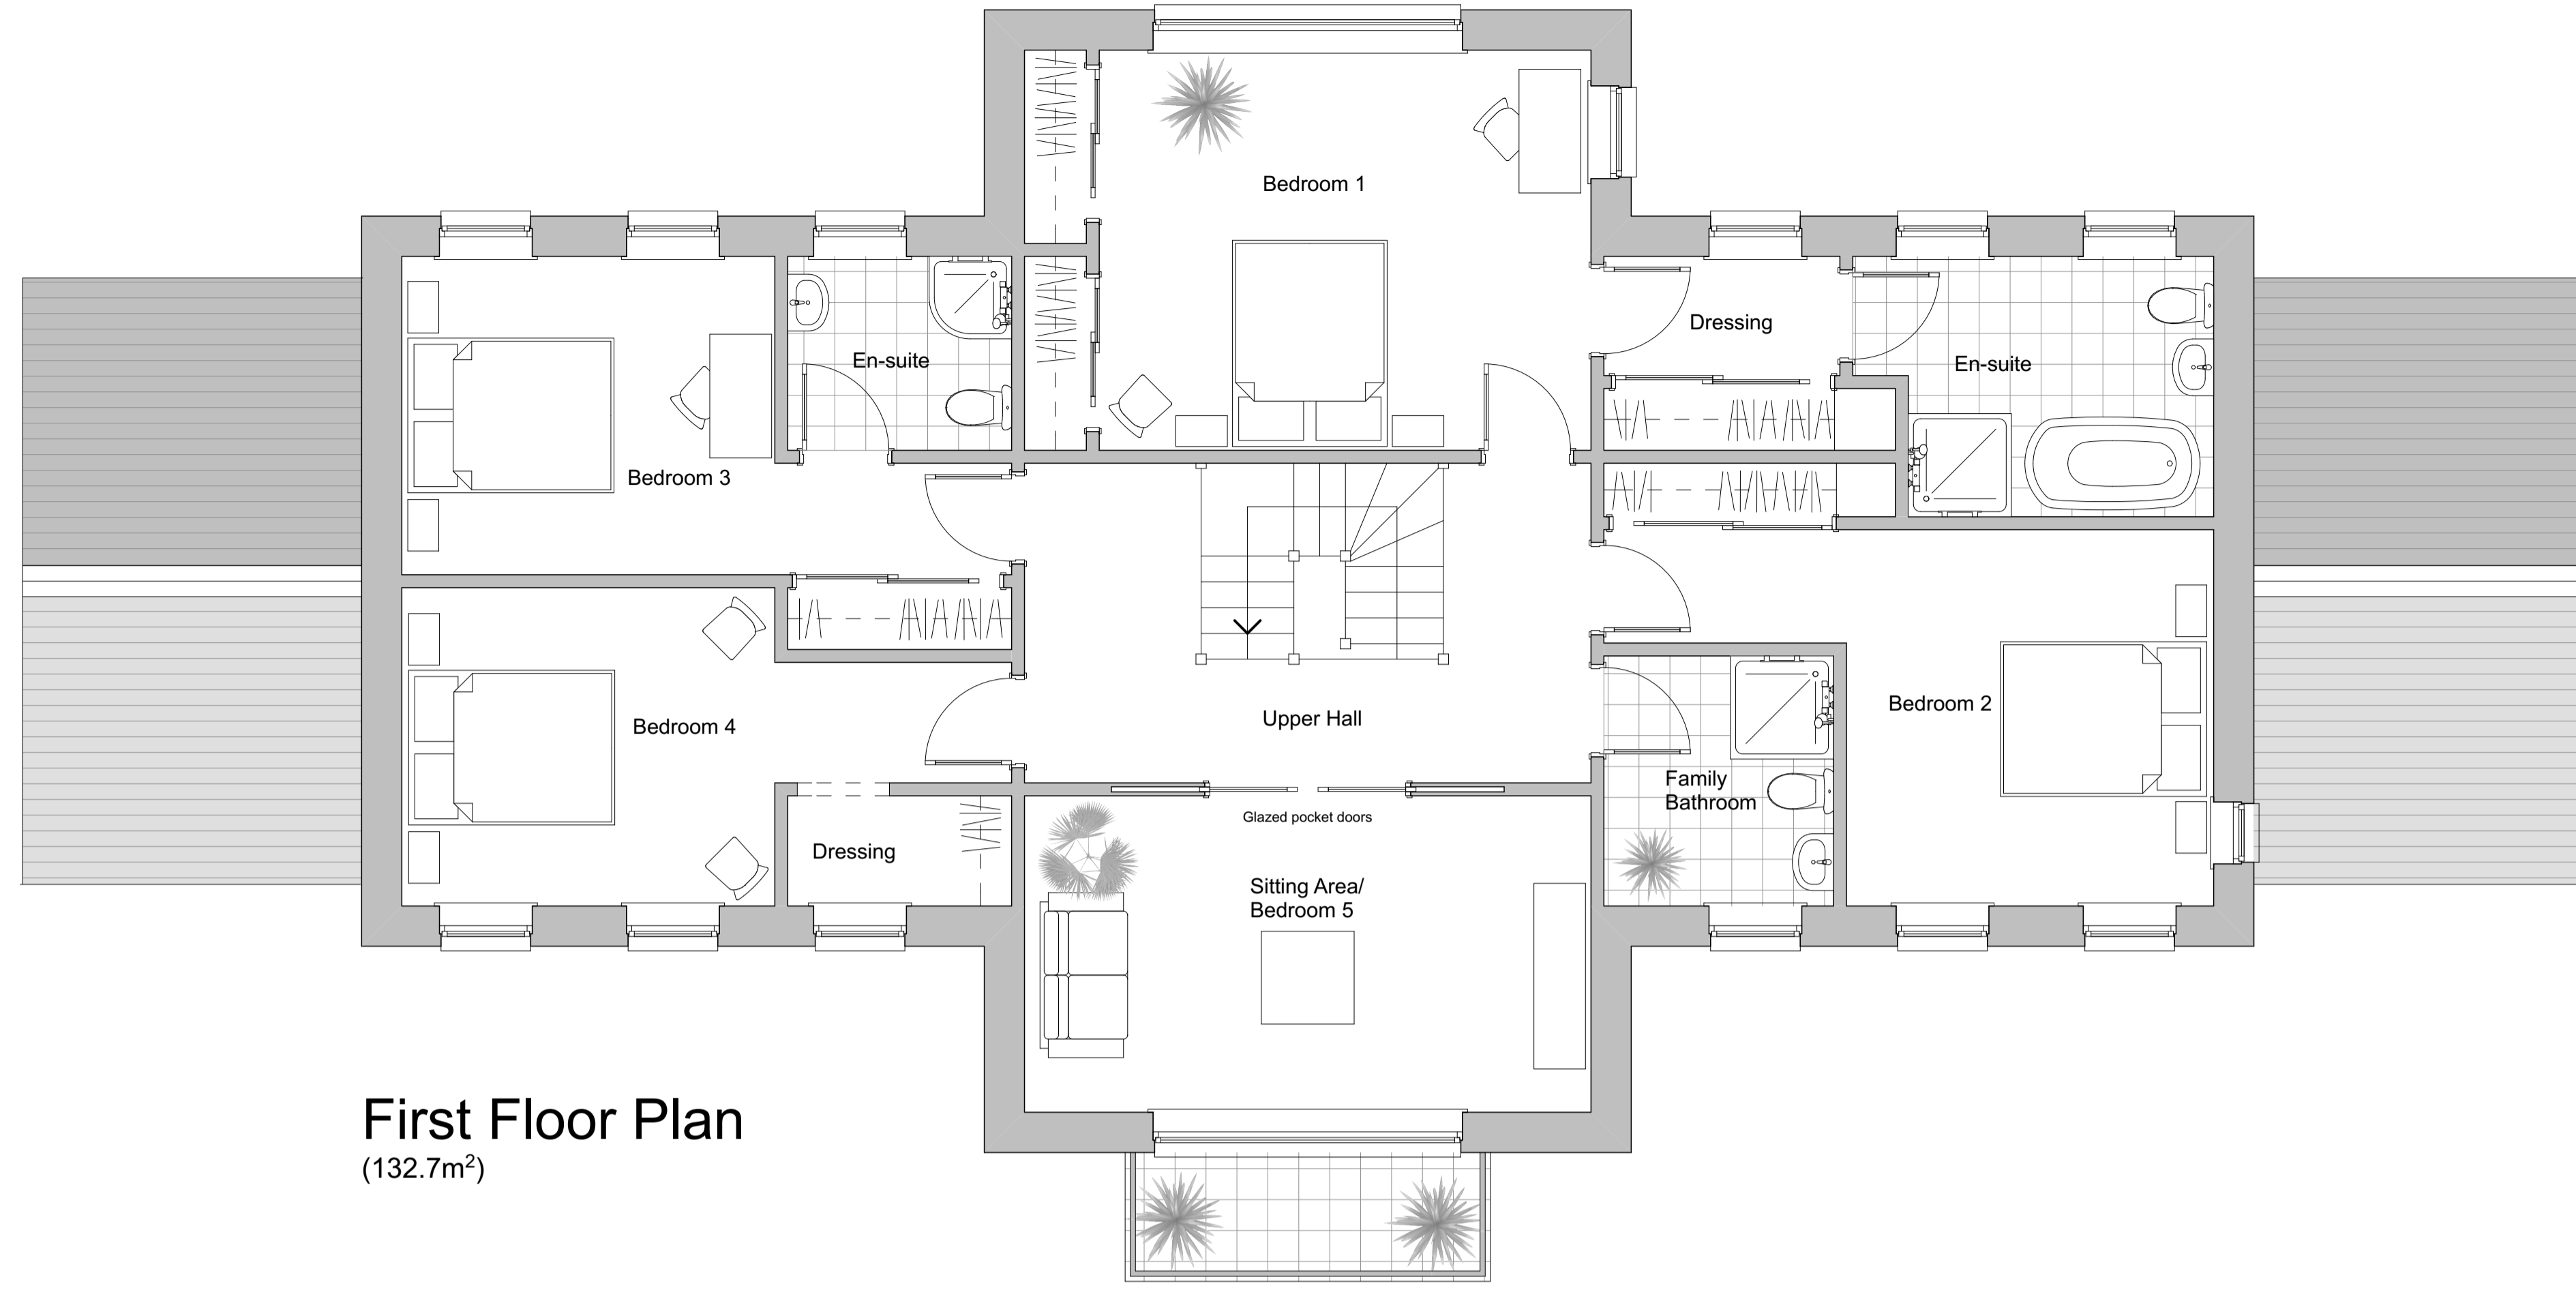 Bedroom 1
Dressing
En-suite
En-suite
Bedroom 3
Bedroom 4
Upper Hall
Bedroom 2
Family
Bathroom
Glazed pocket doors
Dressing
Sitting Area/
Bedroom 5
First Floor Plan
(132.7m²)